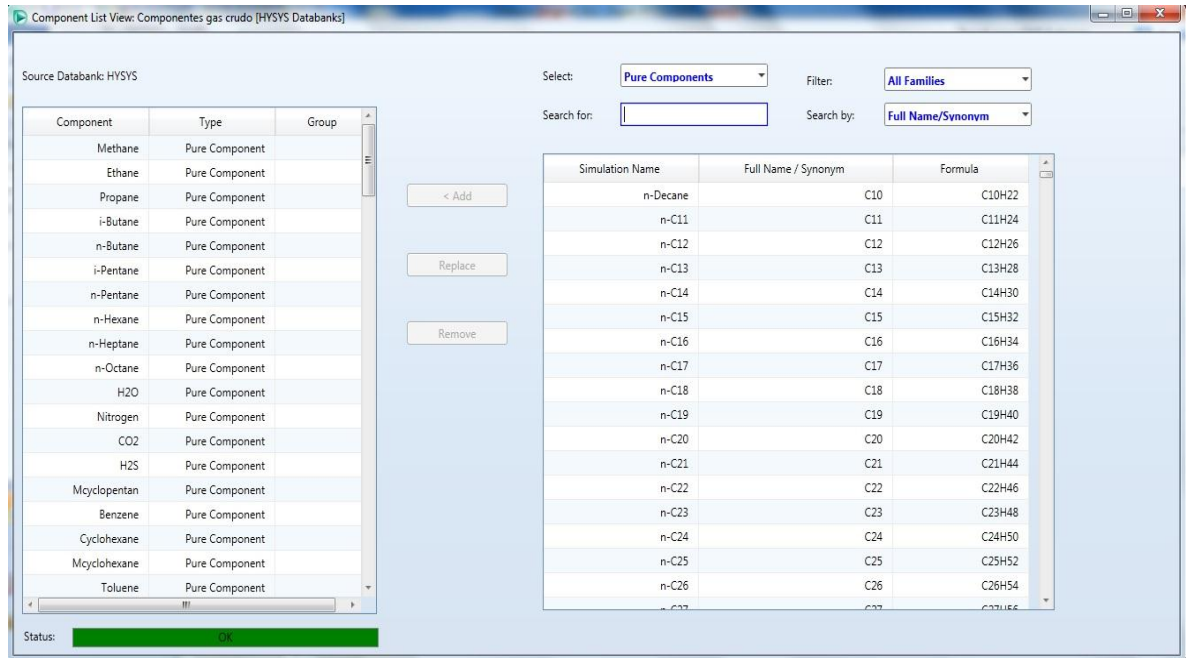 Component List View: Componentes gas crudo [HYSYS Databanks]
Source Databank: HYSYS
Select: Pure Components Filter: All Families
Search for: Search by: Full Name/Synonym
Component Type Group
Methane Pure Component
Ethane Pure Component
Propane Pure Component
i-Butane Pure Component
n-Butane Pure Component
i-Pentane Pure Component
n-Pentane Pure Component
n-Hexane Pure Component
n-Heptane Pure Component
n-Octane Pure Component
H2O Pure Component
Nitrogen Pure Component
CO2 Pure Component
H2S Pure Component
Mcyclopentan Pure Component
Benzene Pure Component
Cyclohexane Pure Component
Mcyclohexane Pure Component
Toluene Pure Component
Status: OK
< Add
Replace
Remove
Simulation Name Full Name / Synonym Formula
n-Decane C10 C10H22
n-C11 C11 C11H24
n-C12 C12 C12H26
n-C13 C13 C13H28
n-C14 C14 C14H30
n-C15 C15 C15H32
n-C16 C16 C16H34
n-C17 C17 C17H36
n-C18 C18 C18H38
n-C19 C19 C19H40
n-C20 C20 C20H42
n-C21 C21 C21H44
n-C22 C22 C22H46
n-C23 C23 C23H48
n-C24 C24 C24H50
n-C25 C25 C25H52
n-C26 C26 C26H54
n-C27 C27 C27H56